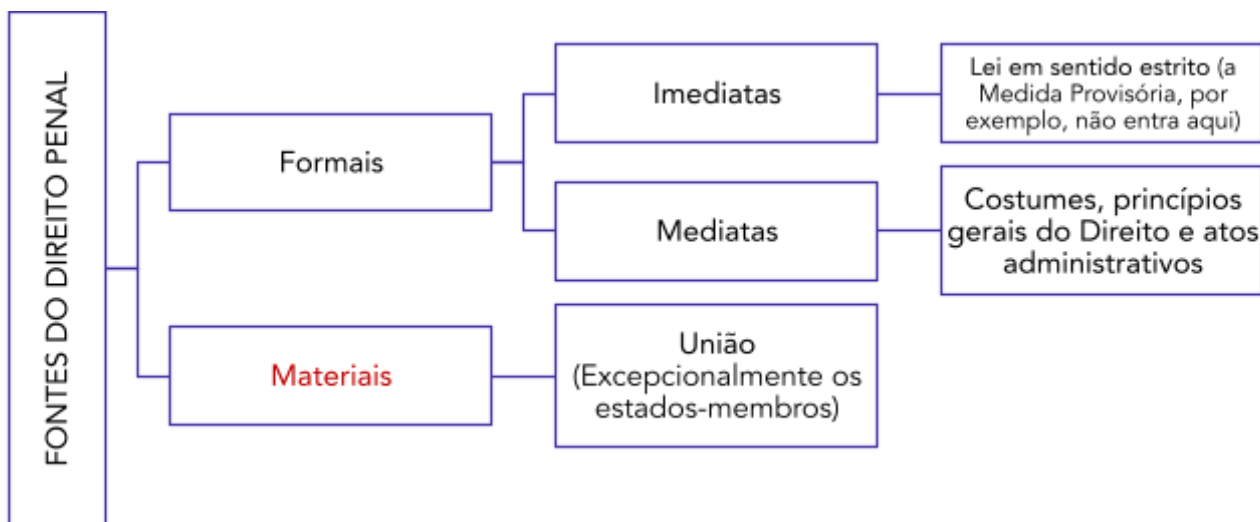 FONTES DO DIREITO PENAL
Formais
Imediatas
Lei em sentido estrito (a
Medida Provisória, por
exemplo, não entra aqui)
Mediatas
Costumes, princípios
gerais do Direito e atos
administrativos
Materiais
União
(Excepcionalmente os
estados-membros)